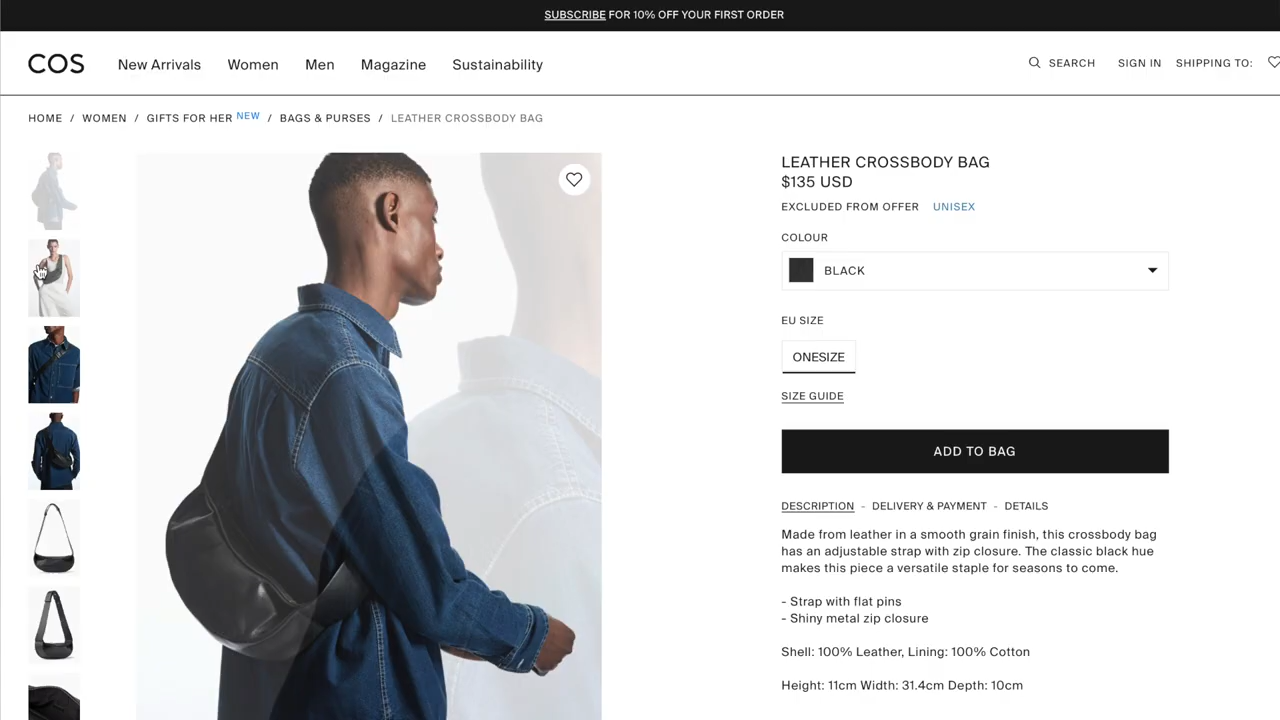 SUBSCRIBE FOR 10% OFF YOUR FIRST ORDER
COS
New Arrivals Women Men Magazine Sustainability
SEARCH SIGN IN SHIPPING TO:
HOME / WOMEN / GIFTS FOR HER NEW / BAGS & PURSES / LEATHER CROSSBODY BAG
LEATHER CROSSBODY BAG
$135 USD
EXCLUDED FROM OFFER UNISEX
COLOUR
BLACK
EU SIZE
ONESIZE
SIZE GUIDE
ADD TO BAG
DESCRIPTION - DELIVERY & PAYMENT - DETAILS
Made from leather in a smooth grain finish, this crossbody bag
has an adjustable strap with zip closure. The classic black hue
makes this piece a versatile staple for seasons to come.
- Strap with flat pins
- Shiny metal zip closure
Shell: 100% Leather, Lining: 100% Cotton
Height: 11cm Width: 31.4cm Depth: 10cm